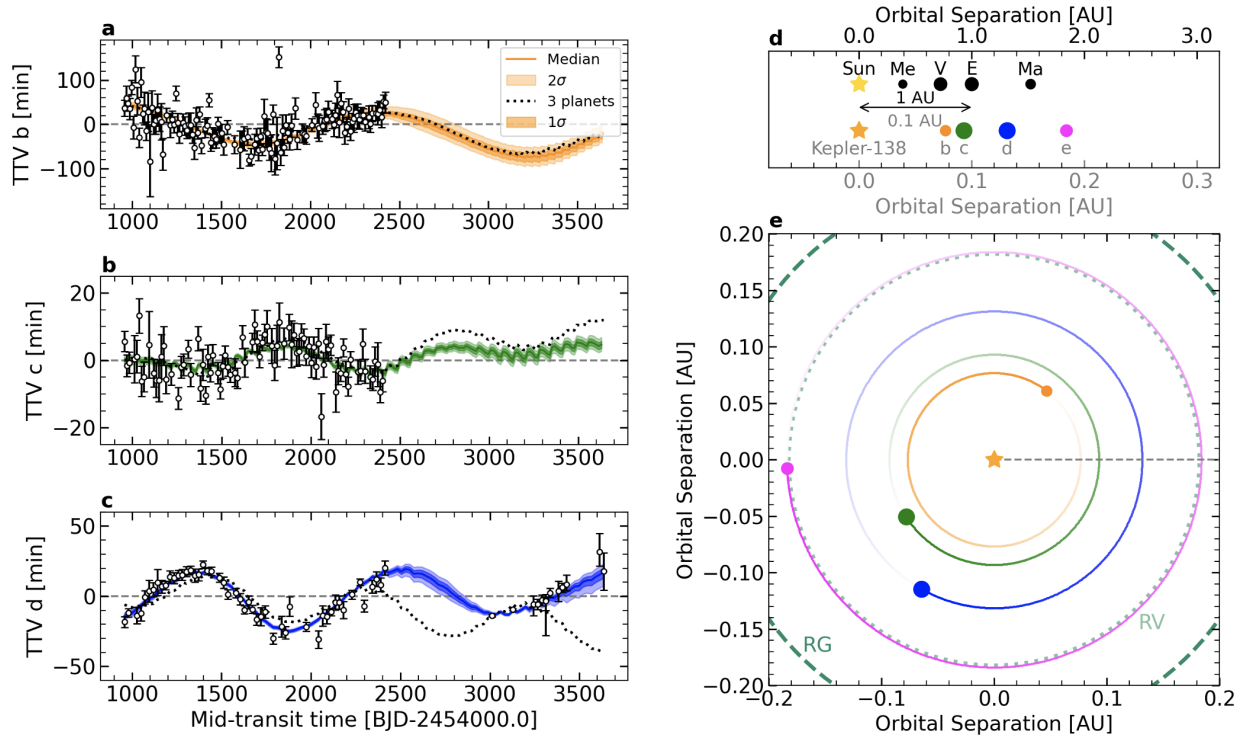 a
TTV b [min]
100
0
−100
Median
2σ
3 planets
1σ
1000 1500 2000 2500 3000 3500
b
TTV c [min]
20
0
−20
1000 1500 2000 2500 3000 3500
c
TTV d [min]
50
0
−50
1000 1500 2000 2500 3000 3500
Mid-transit time [BJD-2454000.0]
Orbital Separation [AU]
d
0.0 1.0 2.0 3.0
Sun Me V E Ma
1 AU
0.1 AU
Kepler-138 b c d e
0.0 0.1 0.2 0.3
Orbital Separation [AU]
e
Orbital Separation [AU]
0.20
0.15
0.10
0.05
0.00
−0.05
−0.10
−0.15
−0.20
RV
RG
−0.2 −0.1 0.0 0.1 0.2
Orbital Separation [AU]